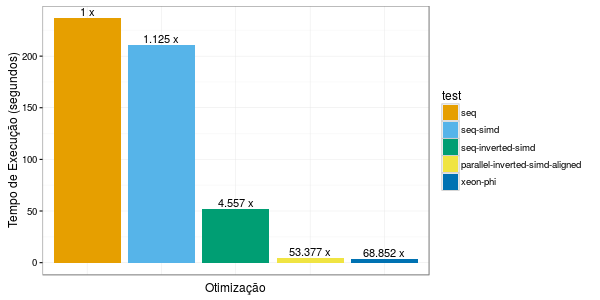 1 x
1.125 x
4.557 x
53.377 x
68.852 x
200
150
100
50
0
Tempo de Execução (segundos)
Otimização
test
seq
seq-simd
seq-inverted-simd
parallel-inverted-simd-aligned
xeon-phi